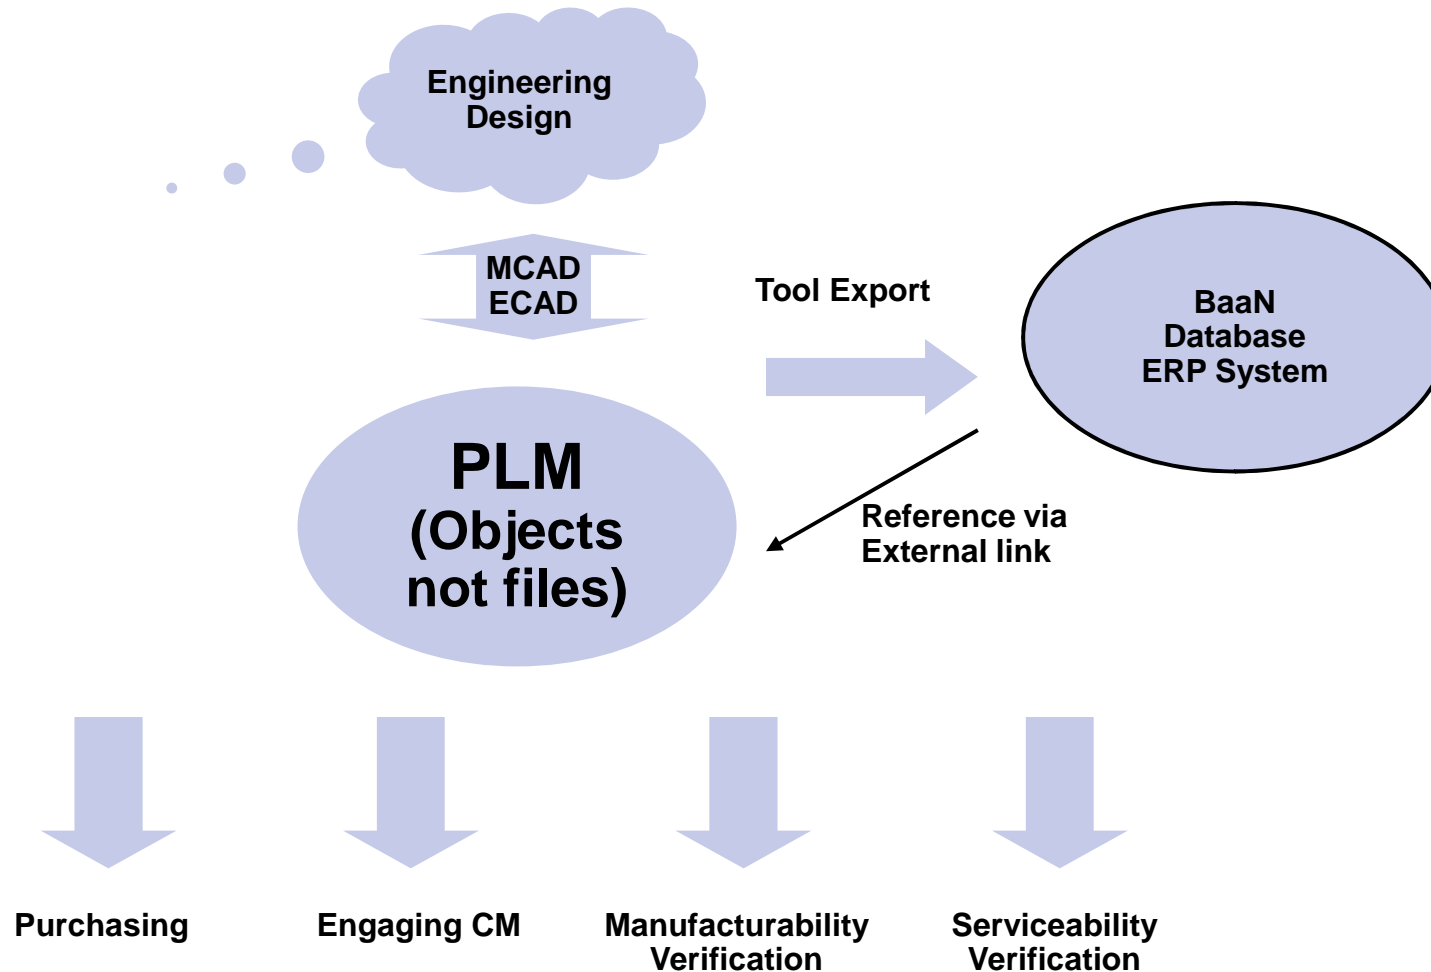 Engineering
Design
MCAD
ECAD
Tool Export
BaaN
Database
ERP System
PLM
(Objects
not files)
Reference via
External link
Purchasing
Engaging CM
Manufacturability
Verification
Serviceability
Verification